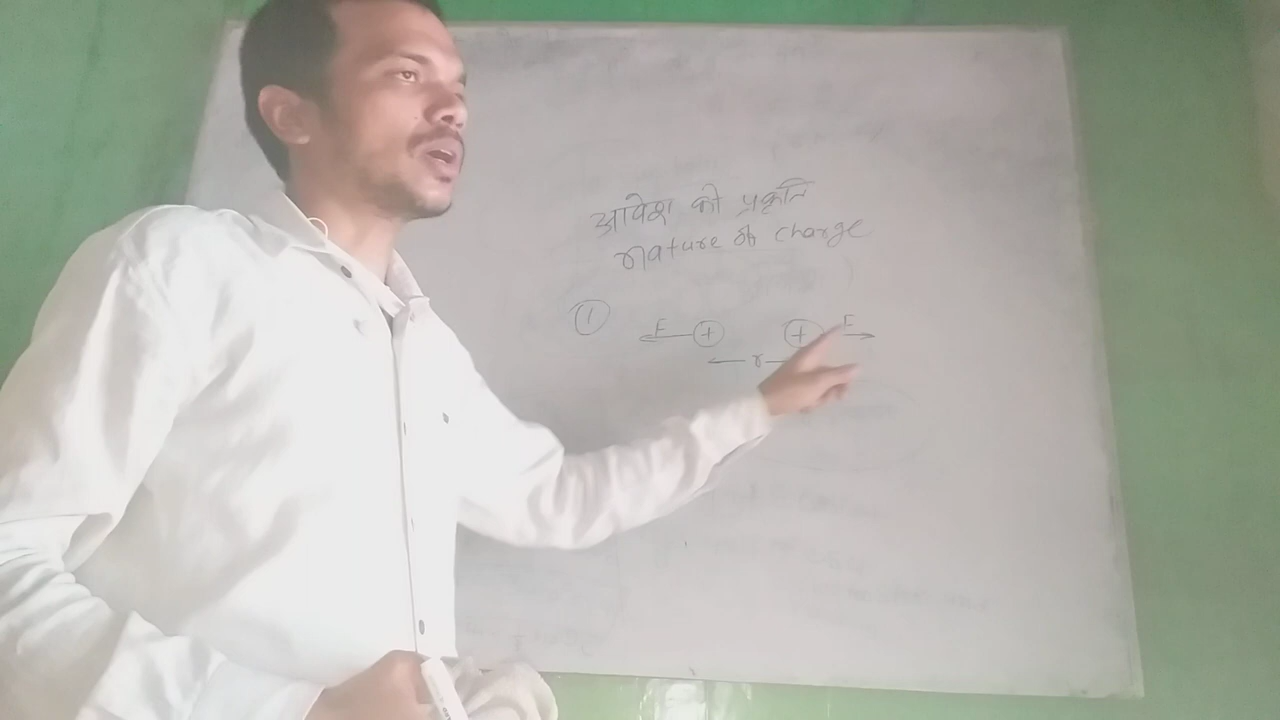 आवेश की प्रकृति
nature of charge
1
F + + F
r